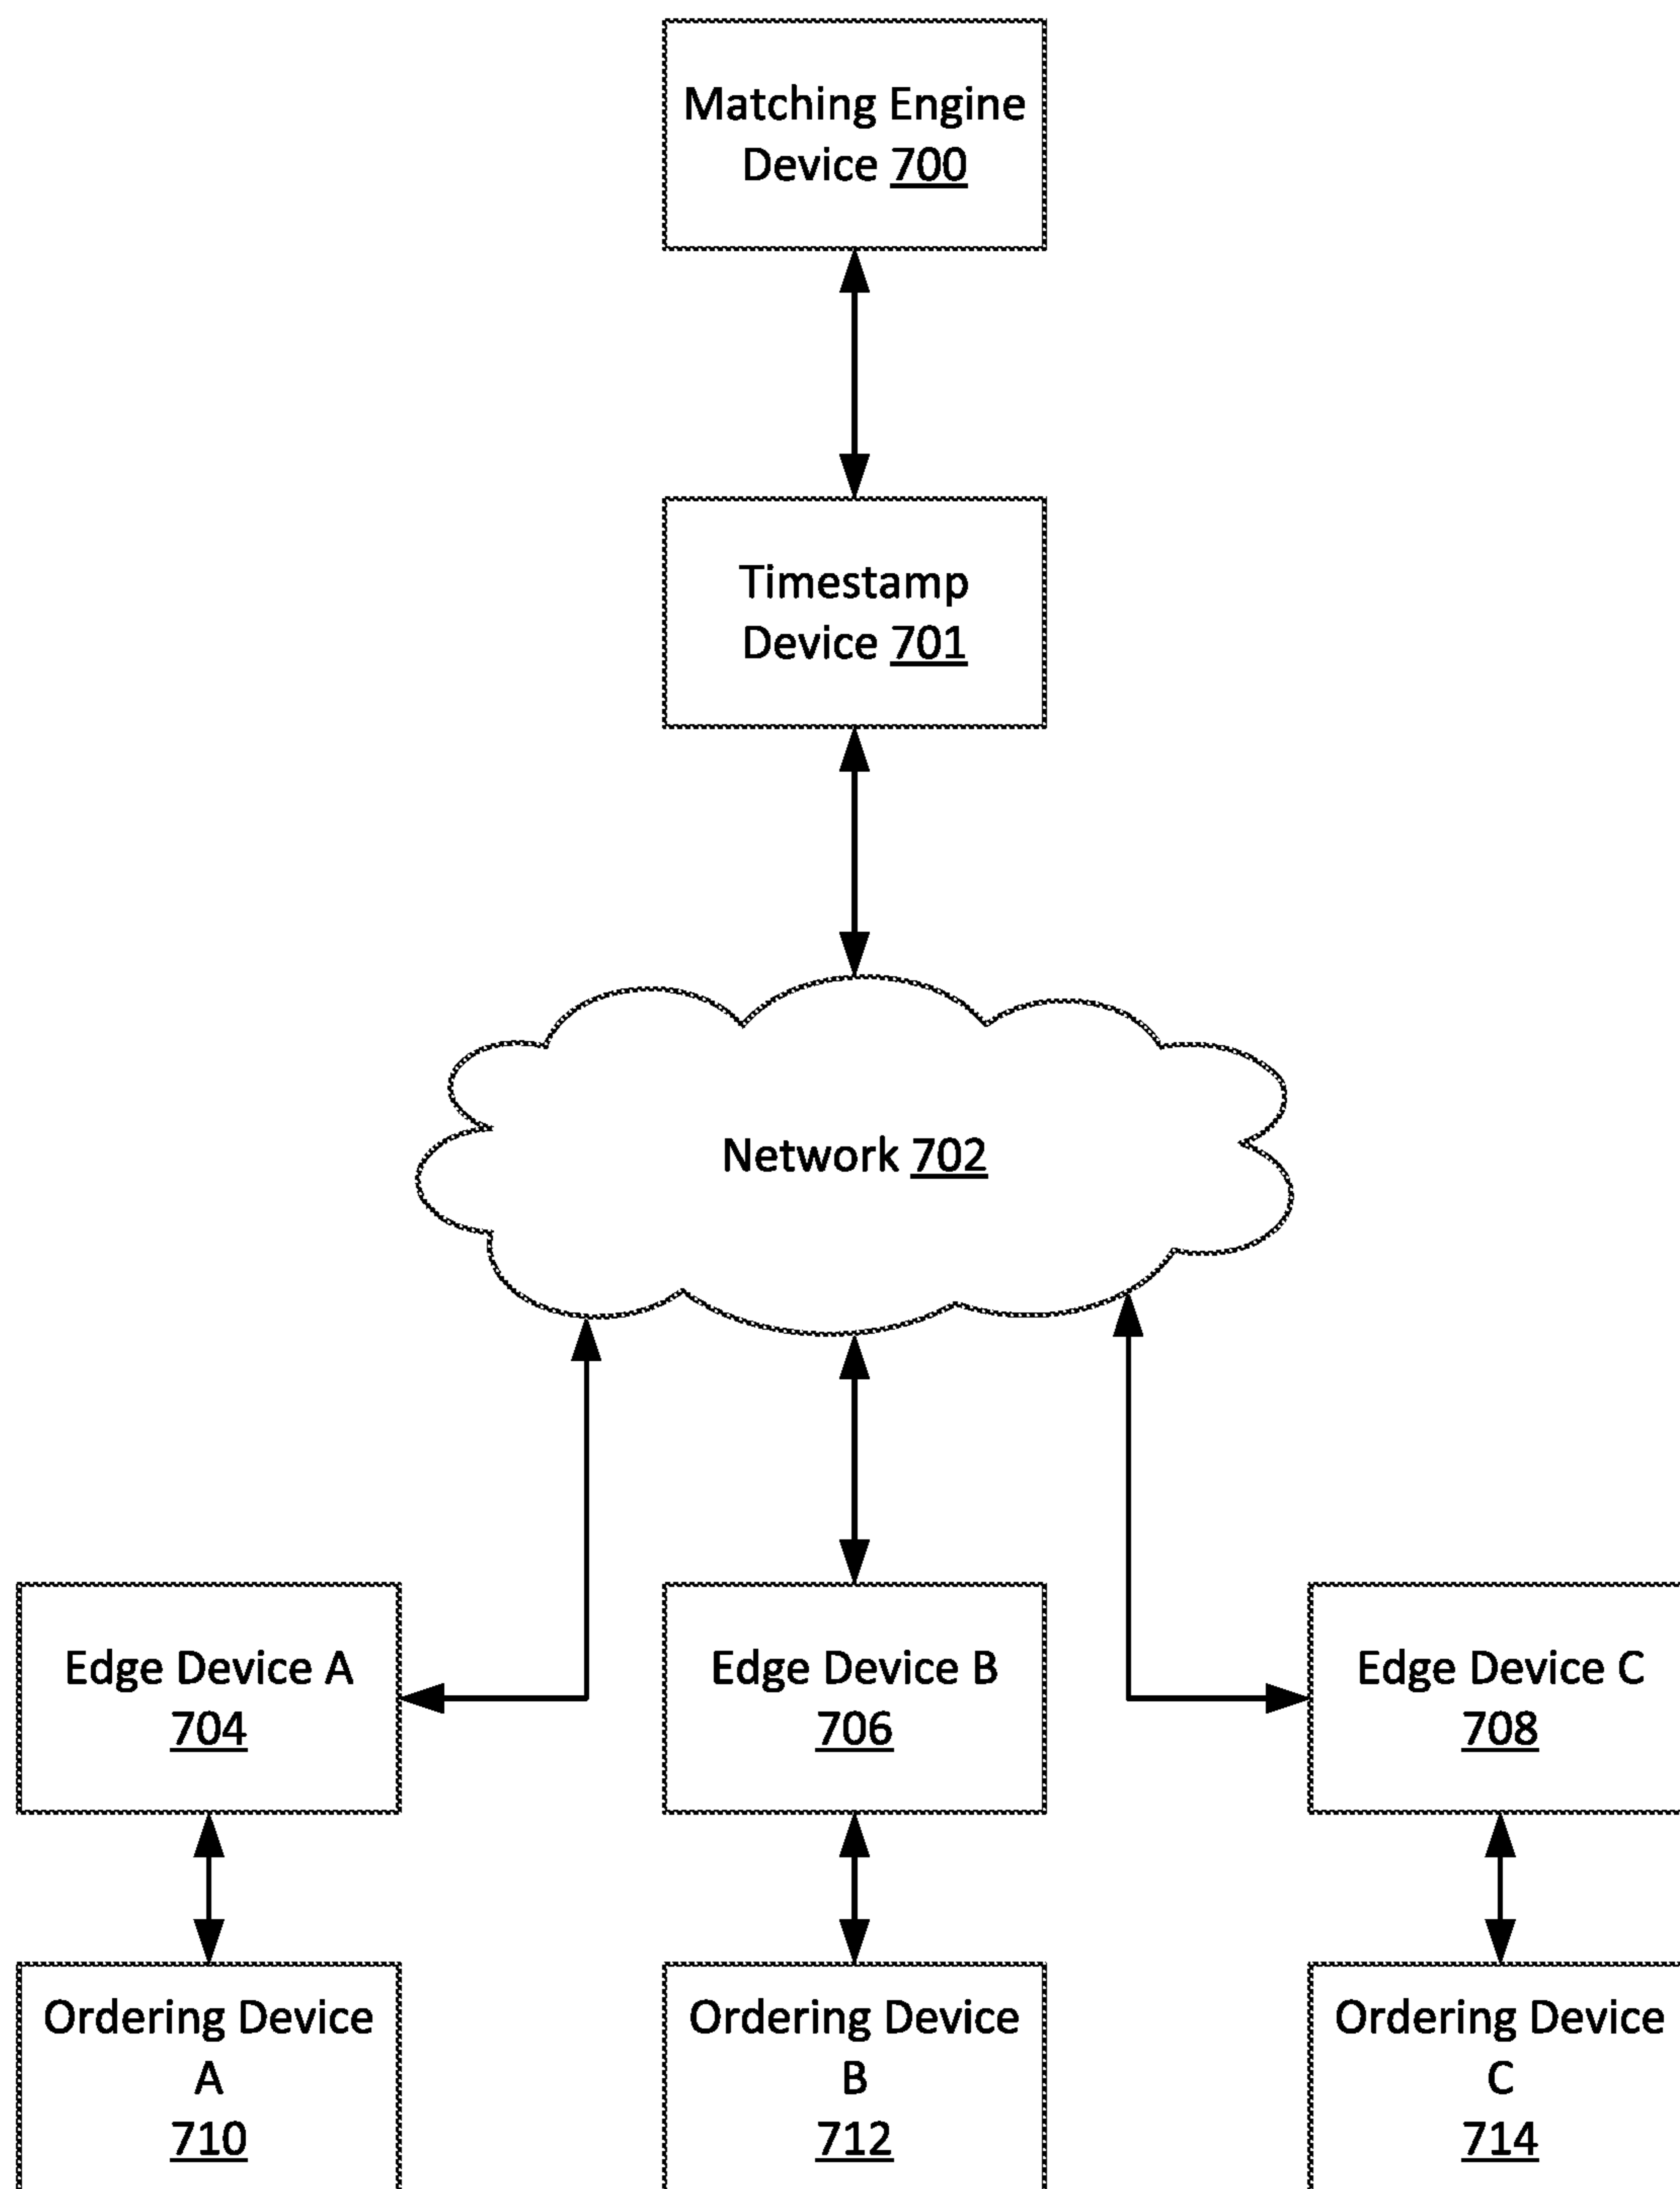 Matching Engine
Device 700
Timestamp
Device 701
Network 702
Edge Device A
704
Edge Device B
706
Edge Device C
708
Ordering Device
A
710
Ordering Device
B
712
Ordering Device
C
714